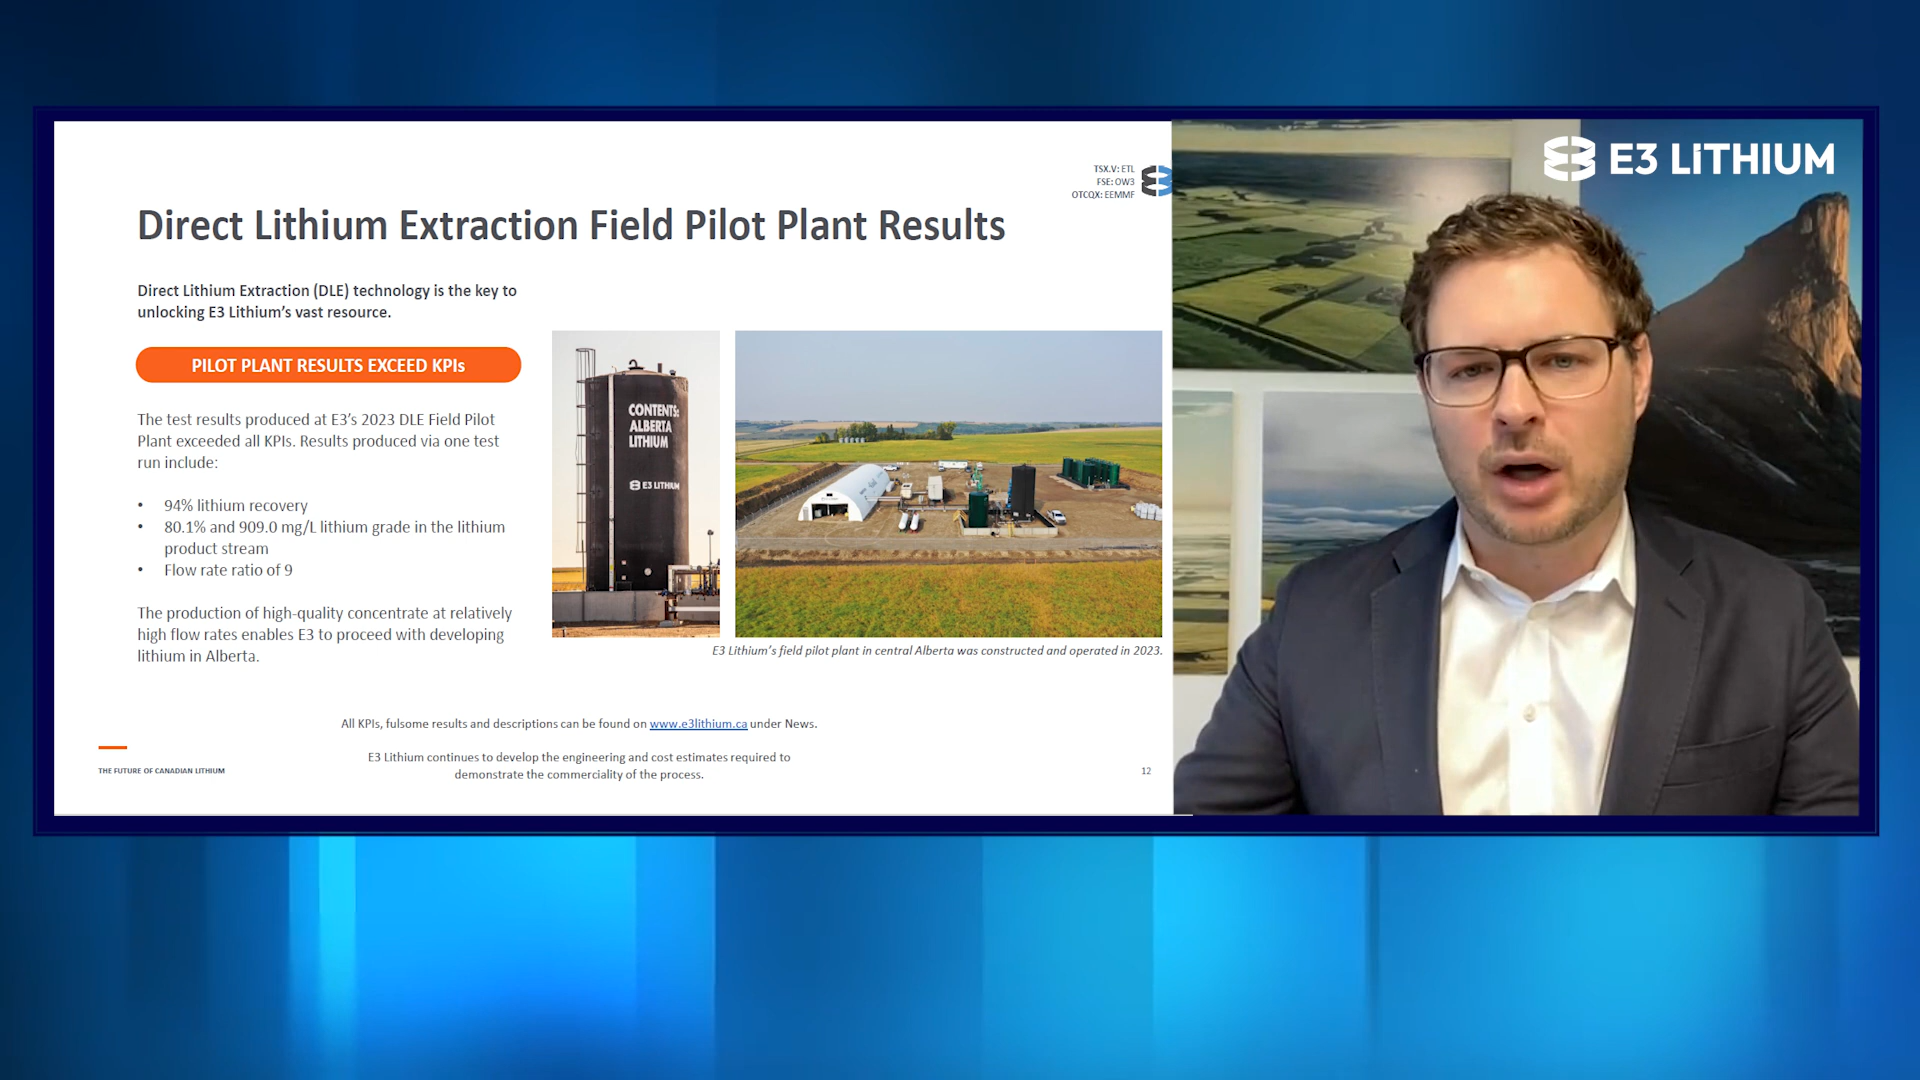 E3 LITHIUM
TSX.V: ETL
FSE: OW3
OTCQX: EEMMF
Direct Lithium Extraction Field Pilot Plant Results
Direct Lithium Extraction (DLE) technology is the key to
unlocking E3 Lithium's vast resource.
PILOT PLANT RESULTS EXCEED KPIs
The test results produced at E3's 2023 DLE Field Pilot
Plant exceeded all KPIs. Results produced via one test
run include:
• 94% lithium recovery
• 80.1% and 909.0 mg/L lithium grade in the lithium
product stream
• Flow rate ratio of 9
The production of high-quality concentrate at relatively
high flow rates enables E3 to proceed with developing
lithium in Alberta.
CONTENTS:
ALBERTA
LITHIUM
E3 LITHIUM
E3 Lithium's field pilot plant in central Alberta was constructed and operated in 2023.
All KPIs, fulsome results and descriptions can be found on www.e3lithium.ca under News.
E3 Lithium continues to develop the engineering and cost estimates required to
demonstrate the commerciality of the process.
THE FUTURE OF CANADIAN LITHIUM
12